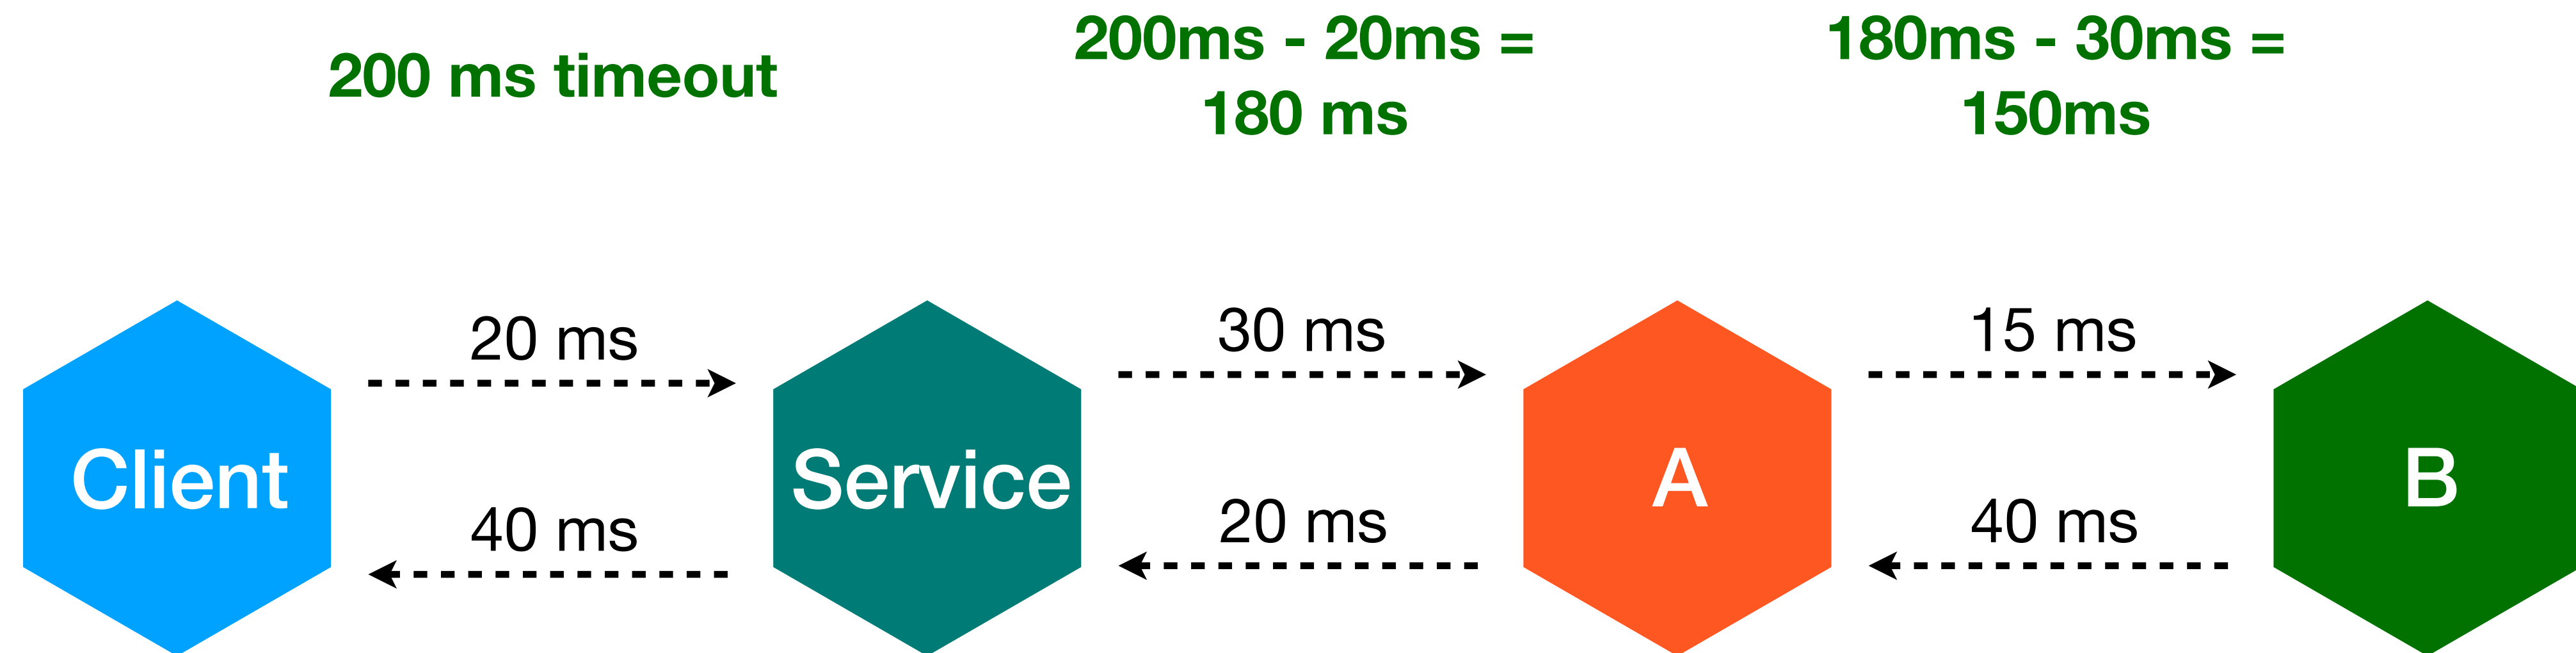 200 ms timeout
200ms - 20ms =
180 ms
180ms - 30ms =
150ms
20 ms
30 ms
15 ms
Client
Service
A
B
40 ms
20 ms
40 ms